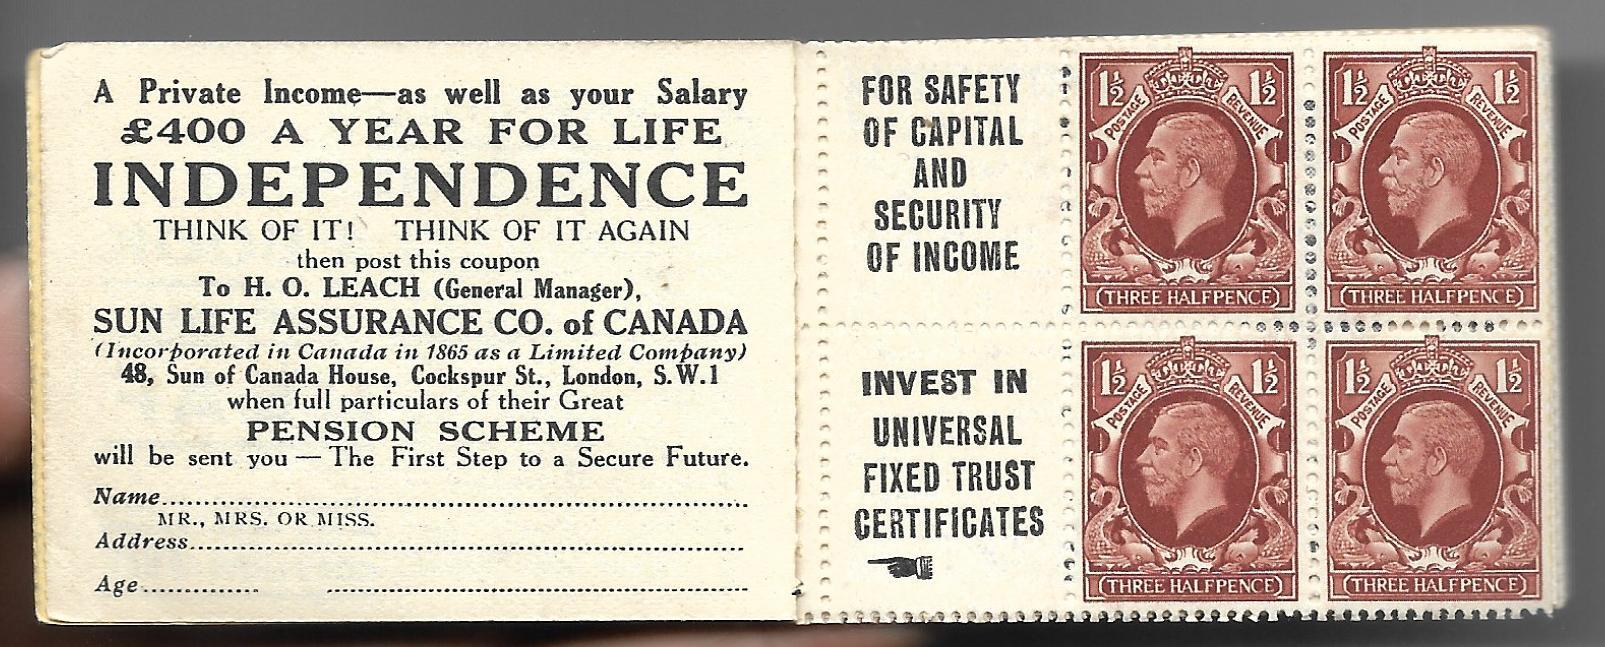 A Private Income—as well as your Salary
£400 A YEAR FOR LIFE
INDEPENDENCE
THINK OF IT! THINK OF IT AGAIN
then post this coupon
To H. O. LEACH (General Manager),
SUN LIFE ASSURANCE CO. of CANADA
(Incorporated in Canada in 1865 as a Limited Company)
48, Sun of Canada House, Cockspur St., London, S.W.1
when full particulars of their Great
PENSION SCHEME
will be sent you — The First Step to a Secure Future.
Name
MR., MRS. OR MISS.
Address
Age
FOR SAFETY
OF CAPITAL
AND
SECURITY
OF INCOME
INVEST IN
UNIVERSAL
FIXED TRUST
CERTIFICATES
1½ 1½
POSTAGE REVENUE
THREE HALFPENCE
1½ 1½
POSTAGE REVENUE
THREE HALFPENCE
1½ 1½
POSTAGE REVENUE
THREE HALFPENCE
1½ 1½
POSTAGE REVENUE
THREE HALFPENCE